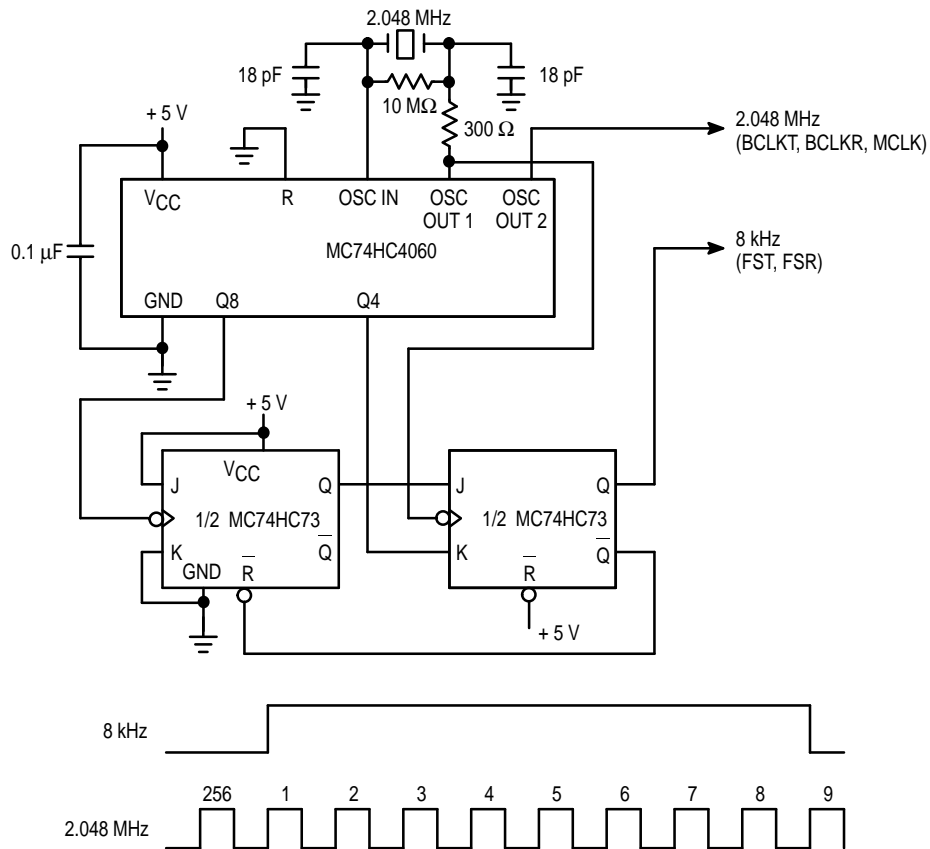 2.048 MHz
18 pF
18 pF
10 MΩ
300 Ω
+ 5 V
2.048 MHz
(BCLKT, BCLKR, MCLK)
VCC
R
OSC IN
OSC
OUT 1
OSC
OUT 2
MC74HC4060
0.1 µF
8 kHz
(FST, FSR)
GND
Q8
Q4
+ 5 V
VCC
J
Q
1/2 MC74HC73
K
Q
GND
R
J
Q
1/2 MC74HC73
K
Q
R
+ 5 V
8 kHz
256 1 2 3 4 5 6 7 8 9
2.048 MHz